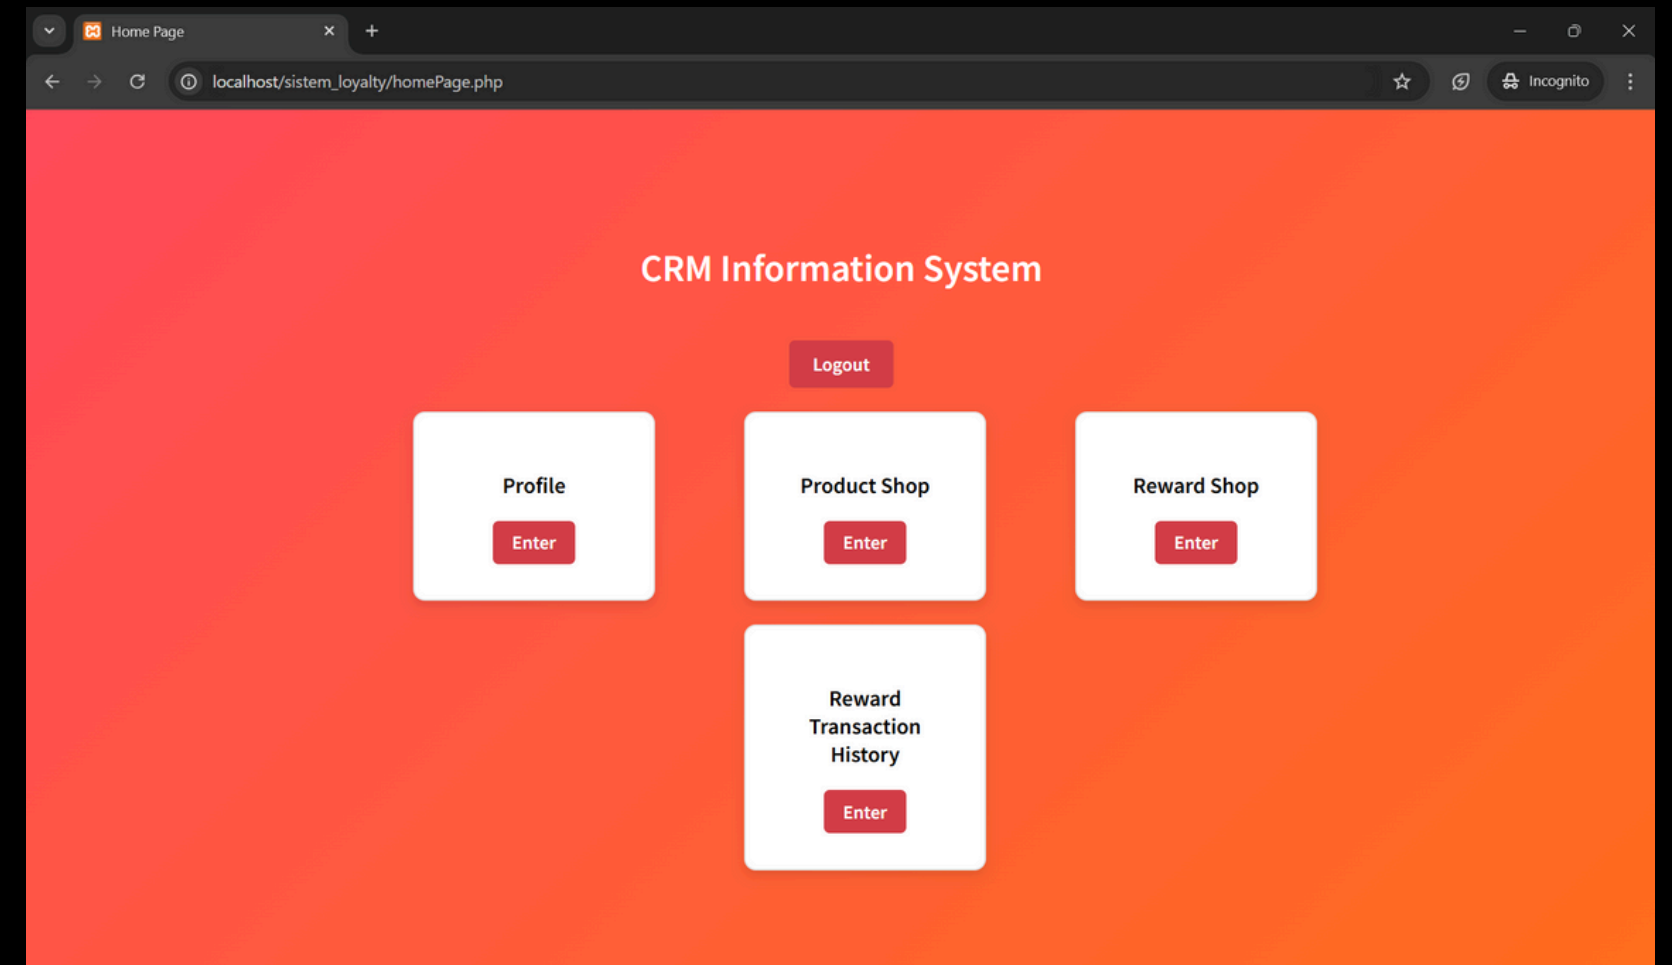 Home Page
localhost/sistem_loyalty/homePage.php
Incognito
CRM Information System
Logout
Profile
Enter
Product Shop
Enter
Reward Shop
Enter
Reward
Transaction
History
Enter